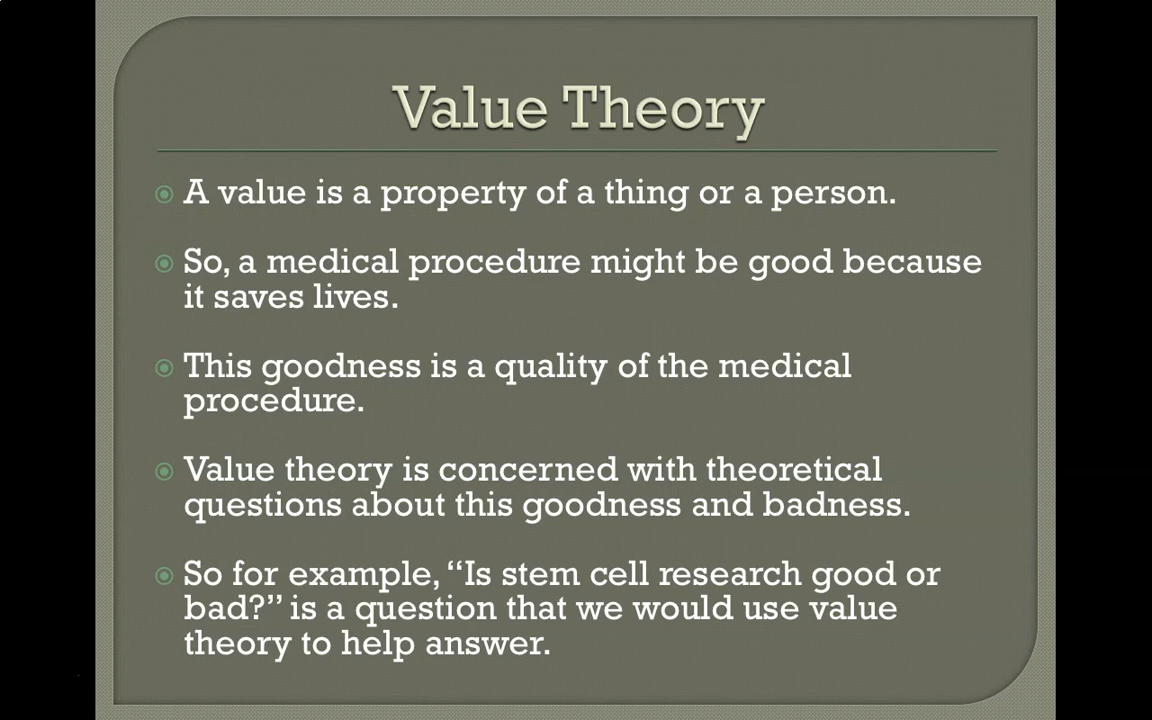 Value Theory
A value is a property of a thing or a person.
So, a medical procedure might be good because
it saves lives.
This goodness is a quality of the medical
procedure.
Value theory is concerned with theoretical
questions about this goodness and badness.
So for example, “Is stem cell research good or
bad?” is a question that we would use value
theory to help answer.